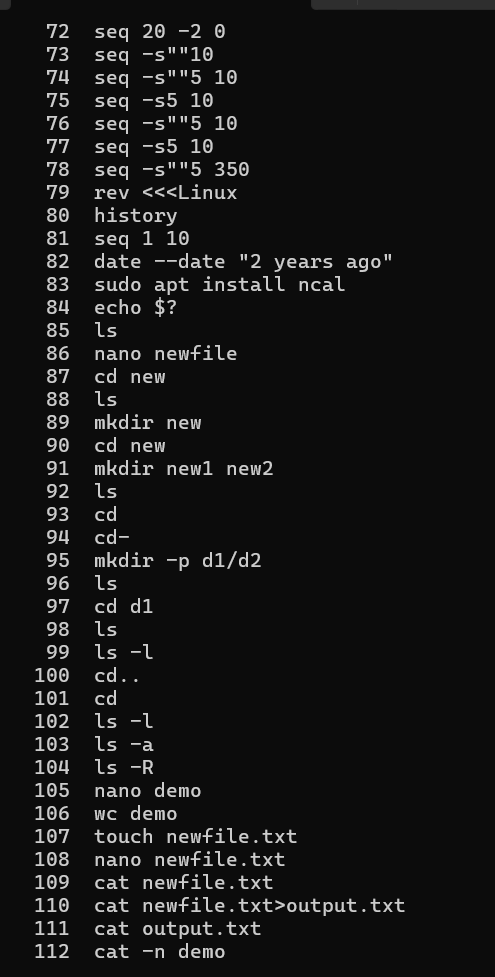 72 seq 20 -2 0
73 seq -s""10
74 seq -s""5 10
75 seq -s5 10
76 seq -s""5 10
77 seq -s5 10
78 seq -s""5 350
79 rev <<<Linux
80 history
81 seq 1 10
82 date --date "2 years ago"
83 sudo apt install ncal
84 echo $?
85 ls
86 nano newfile
87 cd new
88 ls
89 mkdir new
90 cd new
91 mkdir new1 new2
92 ls
93 cd
94 cd-
95 mkdir -p d1/d2
96 ls
97 cd d1
98 ls
99 ls -l
100 cd..
101 cd
102 ls -l
103 ls -a
104 ls -R
105 nano demo
106 wc demo
107 touch newfile.txt
108 nano newfile.txt
109 cat newfile.txt
110 cat newfile.txt>output.txt
111 cat output.txt
112 cat -n demo